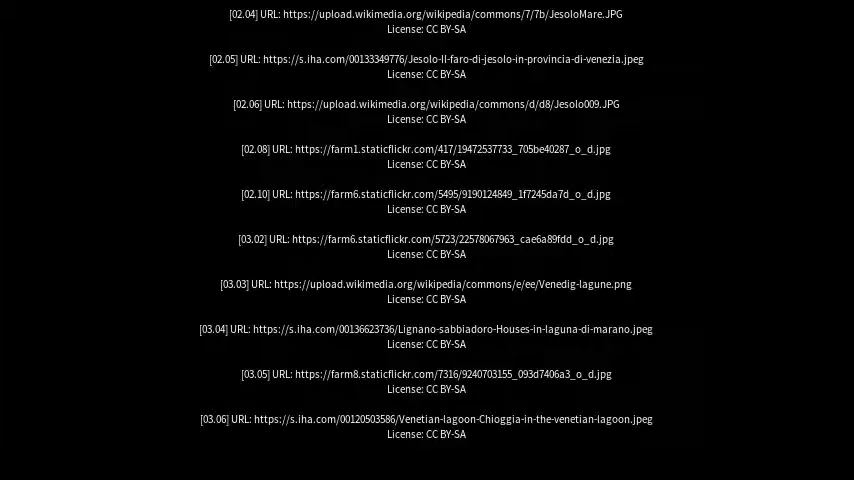 [02.04] URL: https://upload.wikimedia.org/wikipedia/commons/7/7b/JesoloMare.JPG
License: CC BY-SA
[02.05] URL: https://s.iha.com/00133349776/Jesolo-Il-faro-di-jesolo-in-provincia-di-venezia.jpeg
License: CC BY-SA
[02.06] URL: https://upload.wikimedia.org/wikipedia/commons/d/d8/Jesolo009.JPG
License: CC BY-SA
[02.08] URL: https://farm1.staticflickr.com/417/19472537733_705be40287_o_d.jpg
License: CC BY-SA
[02.10] URL: https://farm6.staticflickr.com/5495/9190124849_1f7245da7d_o_d.jpg
License: CC BY-SA
[03.02] URL: https://farm6.staticflickr.com/5723/22578067963_cae6a89fdd_o_d.jpg
License: CC BY-SA
[03.03] URL: https://upload.wikimedia.org/wikipedia/commons/e/ee/Venedig-lagune.png
License: CC BY-SA
[03.04] URL: https://s.iha.com/00136623736/Lignano-sabbiadoro-Houses-in-laguna-di-marano.jpeg
License: CC BY-SA
[03.05] URL: https://farm8.staticflickr.com/7316/9240703155_093d7406a3_o_d.jpg
License: CC BY-SA
[03.06] URL: https://s.iha.com/00120503586/Venetian-lagoon-Chioggia-in-the-venetian-lagoon.jpeg
License: CC BY-SA